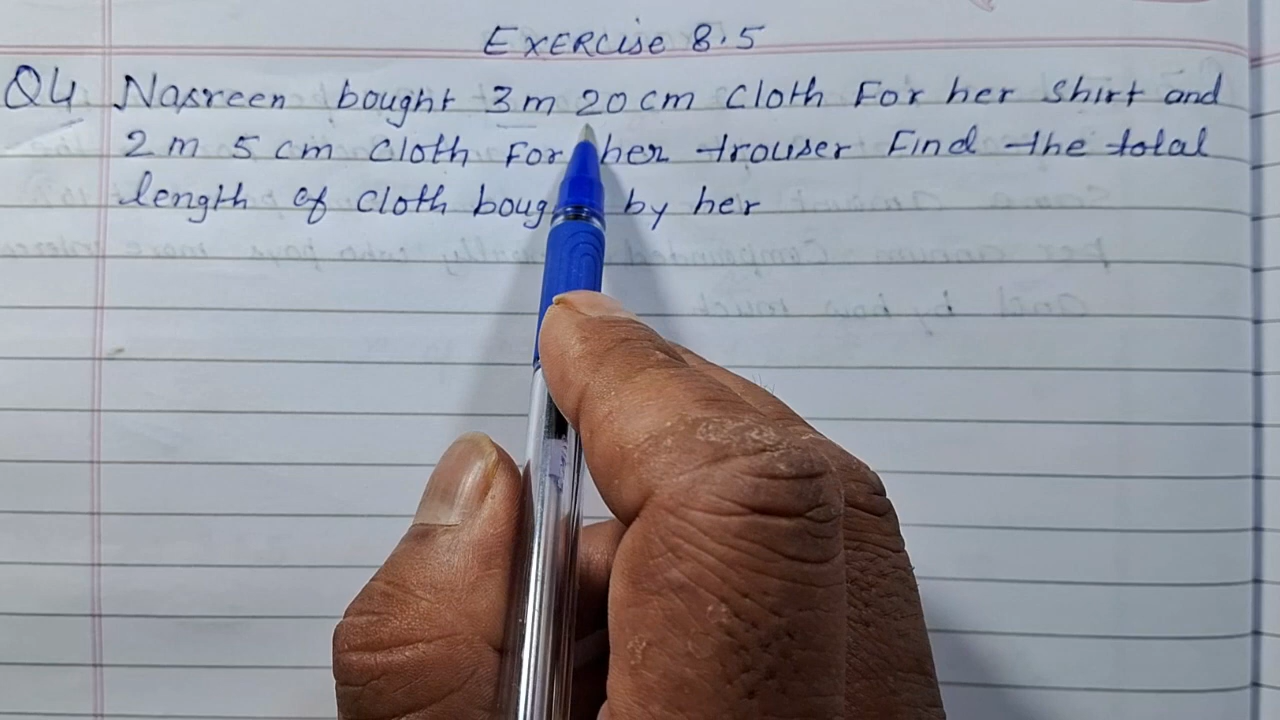 Exercise 8.5
Q4 Nasreen bought 3m 20cm cloth For her shirt and
2m 5cm cloth For her trouser Find the total
length of cloth boug by her